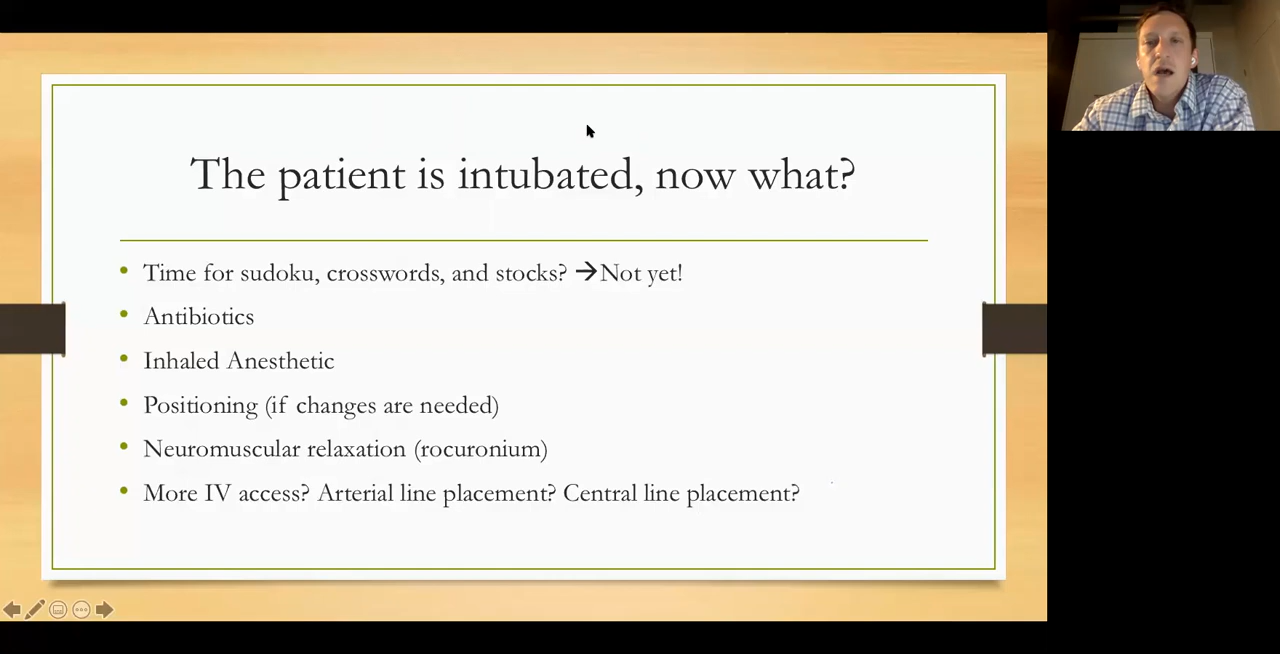 The patient is intubated, now what?
• Time for sudoku, crosswords, and stocks? →Not yet!
• Antibiotics
• Inhaled Anesthetic
• Positioning (if changes are needed)
• Neuromuscular relaxation (rocuronium)
• More IV access? Arterial line placement? Central line placement?